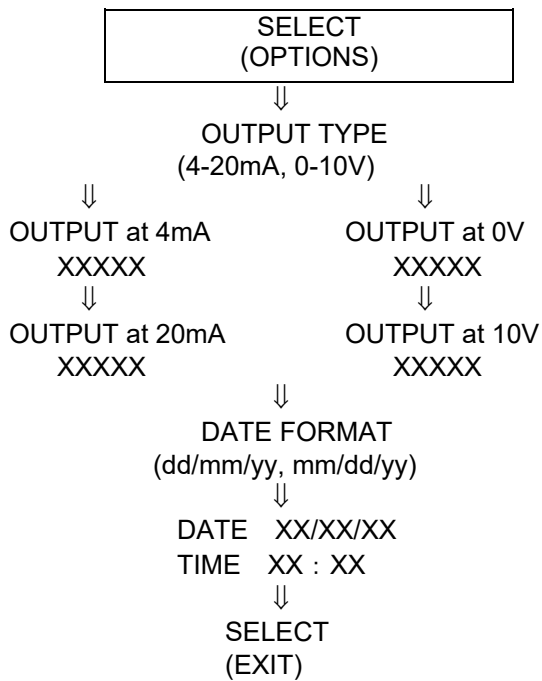 SELECT
(OPTIONS)
⇓
OUTPUT TYPE
(4-20mA, 0-10V)
⇓ ⇓
OUTPUT at 4mA OUTPUT at 0V
XXXXX XXXXX
⇓ ⇓
OUTPUT at 20mA OUTPUT at 10V
XXXXX XXXXX
⇓
DATE FORMAT
(dd/mm/yy, mm/dd/yy)
⇓
DATE XX/XX/XX
TIME XX : XX
⇓
SELECT
(EXIT)